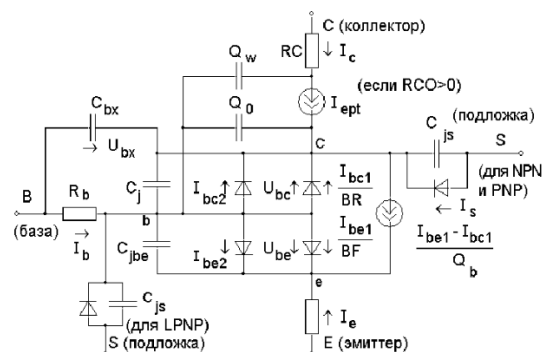 C (коллектор)
RC
I_c
Q_w
(если RCO>0)
I_ept
Q_0
C_bx
U_bx
(подложка)
C_js
S
C
(для NPN
и PNP)
B
R_b
C_j
I_bc2
U_bc
I_bc1
BR
b
(база)
I_b
C_jbe
I_be2
U_be
I_be1
BF
I_s
I_be1 - I_bc1
Q_b
e
C_js
(для LPNP)
S (подложка)
I_e
E (эмиттер)